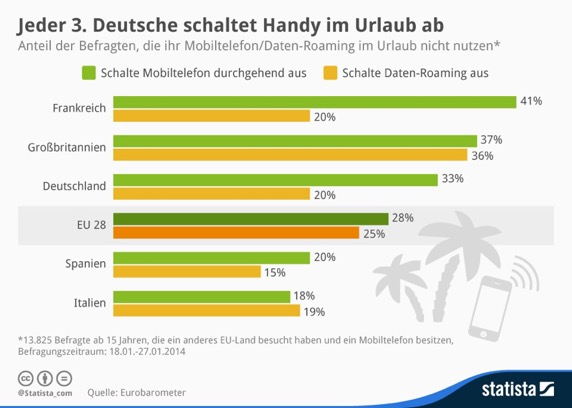 Jeder 3. Deutsche schaltet Handy im Urlaub ab
Anteil der Befragten, die ihr Mobiltelefon/Daten-Roaming im Urlaub nicht nutzen*
Schalte Mobiltelefon durchgehend aus Schalte Daten-Roaming aus
Frankreich 41%
20%
Großbritannien 37%
36%
Deutschland 33%
20%
EU 28 28%
25%
Spanien 20%
15%
Italien 18%
19%
*13.825 Befragte ab 15 Jahren, die ein anderes EU-Land besucht haben und ein Mobiltelefon besitzen,
Befragungszeitraum: 18.01.-27.01.2014
cc
@Statista_com Quelle: Eurobarometer
statista